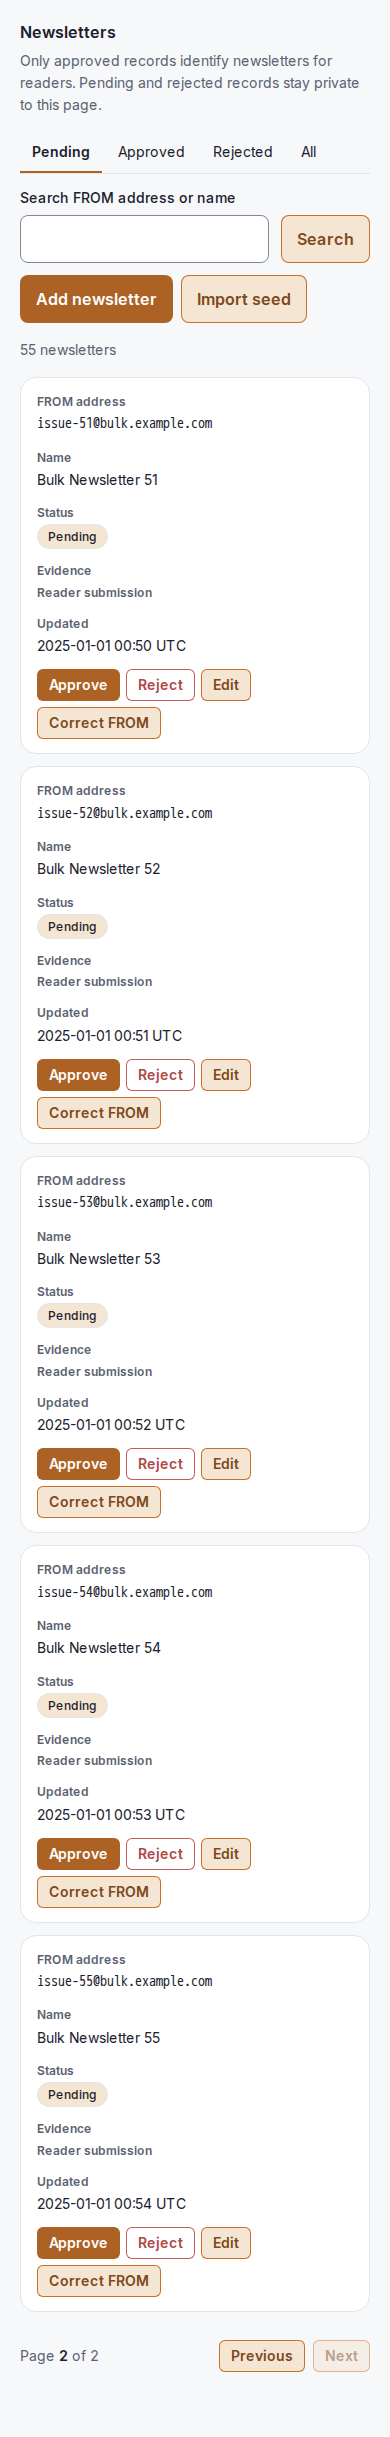 Newsletters
Only approved records identify newsletters for
readers. Pending and rejected records stay private
to this page.
Pending Approved Rejected All
Search FROM address or name
Search
Add newsletter Import seed
55 newsletters
FROM address
issue-51@bulk.example.com
Name
Bulk Newsletter 51
Status
Pending
Evidence
Reader submission
Updated
2025-01-01 00:50 UTC
Approve Reject Edit
Correct FROM
FROM address
issue-52@bulk.example.com
Name
Bulk Newsletter 52
Status
Pending
Evidence
Reader submission
Updated
2025-01-01 00:51 UTC
Approve Reject Edit
Correct FROM
FROM address
issue-53@bulk.example.com
Name
Bulk Newsletter 53
Status
Pending
Evidence
Reader submission
Updated
2025-01-01 00:52 UTC
Approve Reject Edit
Correct FROM
FROM address
issue-54@bulk.example.com
Name
Bulk Newsletter 54
Status
Pending
Evidence
Reader submission
Updated
2025-01-01 00:53 UTC
Approve Reject Edit
Correct FROM
FROM address
issue-55@bulk.example.com
Name
Bulk Newsletter 55
Status
Pending
Evidence
Reader submission
Updated
2025-01-01 00:54 UTC
Approve Reject Edit
Correct FROM
Page 2 of 2 Previous Next